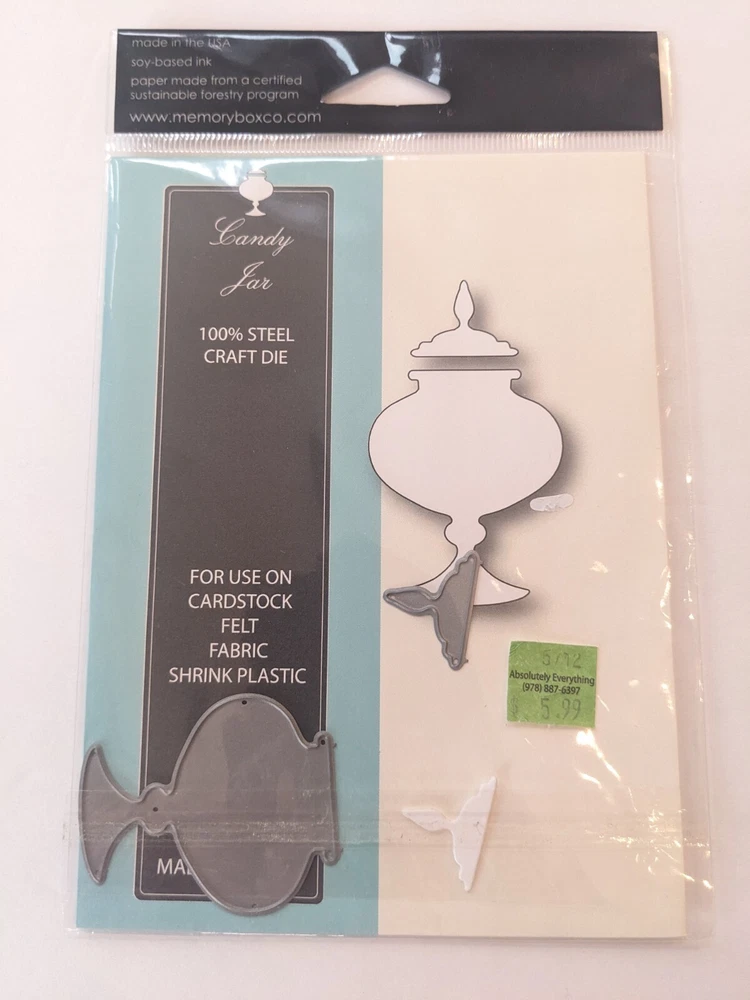 made in the USA
soy-based ink
paper made from a certified
sustainable forestry program
www.memoryboxco.com
Candy
Jar
100% STEEL
CRAFT DIE
FOR USE ON
CARDSTOCK
FELT
FABRIC
SHRINK PLASTIC
MA
5/12
Absolutely Everything
(978) 887-6397
$ 5.99